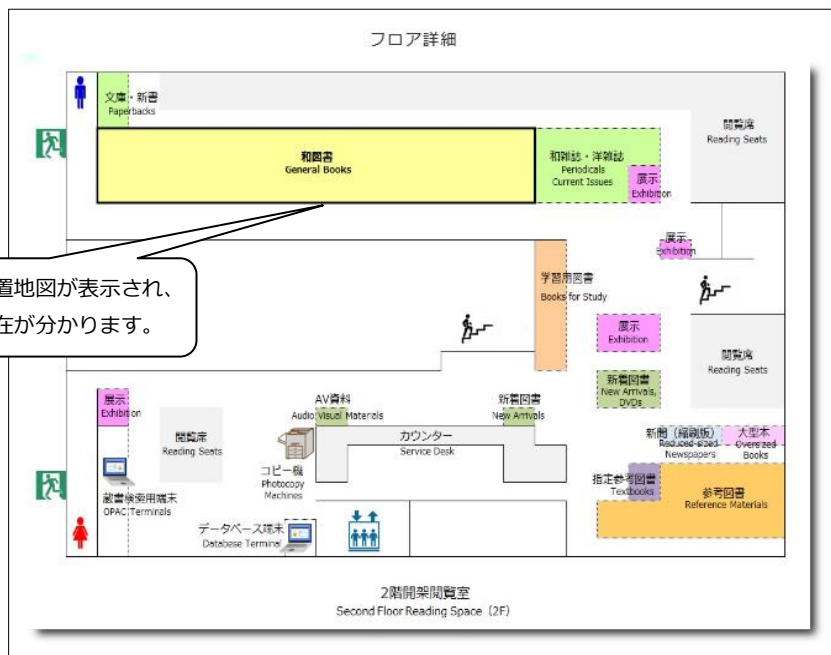 フロア詳細
文庫・新書
Paperbacks
閲覧席
Reading Seats
和図書
General Books
和雑誌・洋雑誌
Periodicals
Current Issues
展示
Exhibition
展示
Exhibition
置地図が表示され、
在が分かります。
学習用図書
Books for Study
展示
Exhibition
閲覧席
Reading Seats
新着図書
New Arrivals,
DVDs
展示
Exhibition
閲覧席
Reading Seats
AV資料
Audio Visual Materials
新着図書
New Arrivals
カウンター
Service Desk
コピー機
Photocopy
Machines
新聞(縮刷版)
Reduced-sized
Newspapers
大型本
Oversized
Books
指定参考図書
Textbooks
参考図書
Reference Materials
蔵書検索用端末
OPAC Terminals
データベース端末
Database Terminal
2階開架閲覧室
Second Floor Reading Space (2F)